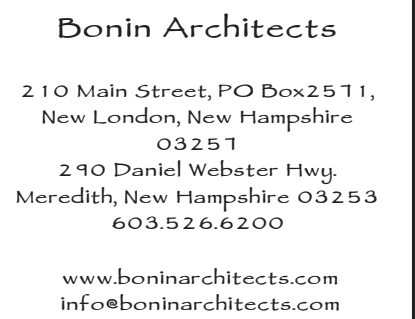 Bonin Architects
210 Main Street, PO Box2571,
New London, New Hampshire
03257
290 Daniel Webster Hwy.
Meredith, New Hampshire 03253
603.526.6200
www.boninarchitects.com
info@boninarchitects.com